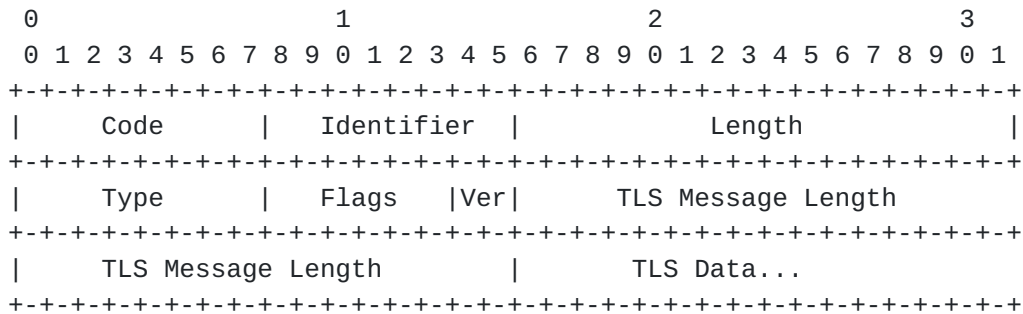 0                   1                   2                   3
 0 1 2 3 4 5 6 7 8 9 0 1 2 3 4 5 6 7 8 9 0 1 2 3 4 5 6 7 8 9 0 1
+-+-+-+-+-+-+-+-+-+-+-+-+-+-+-+-+-+-+-+-+-+-+-+-+-+-+-+-+-+-+-+-+
|     Code      |   Identifier  |            Length             |
+-+-+-+-+-+-+-+-+-+-+-+-+-+-+-+-+-+-+-+-+-+-+-+-+-+-+-+-+-+-+-+-+
|     Type      |   Flags   |Ver|      TLS Message Length
+-+-+-+-+-+-+-+-+-+-+-+-+-+-+-+-+-+-+-+-+-+-+-+-+-+-+-+-+-+-+-+-+
|     TLS Message Length        |       TLS Data...
+-+-+-+-+-+-+-+-+-+-+-+-+-+-+-+-+-+-+-+-+-+-+-+-+-+-+-+-+-+-+-+-+